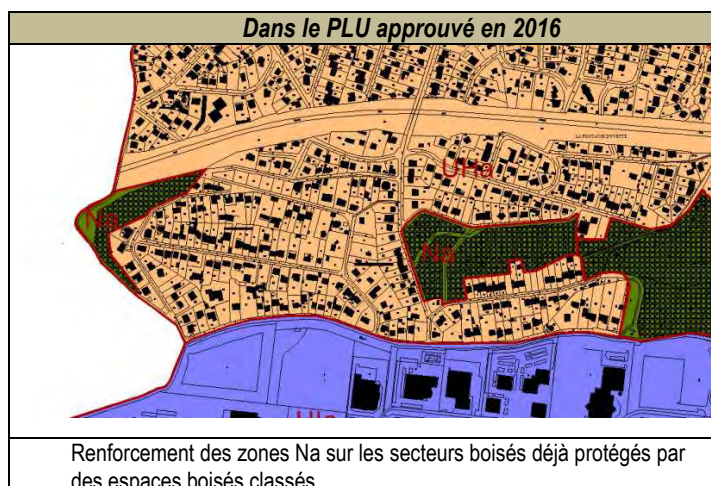 Dans le PLU approuvé en 2016
LA FONTAINE D'YVETTE
UHa
Na
Na
UIa
Renforcement des zones Na sur les secteurs boisés déjà protégés par
des espaces boisés classés